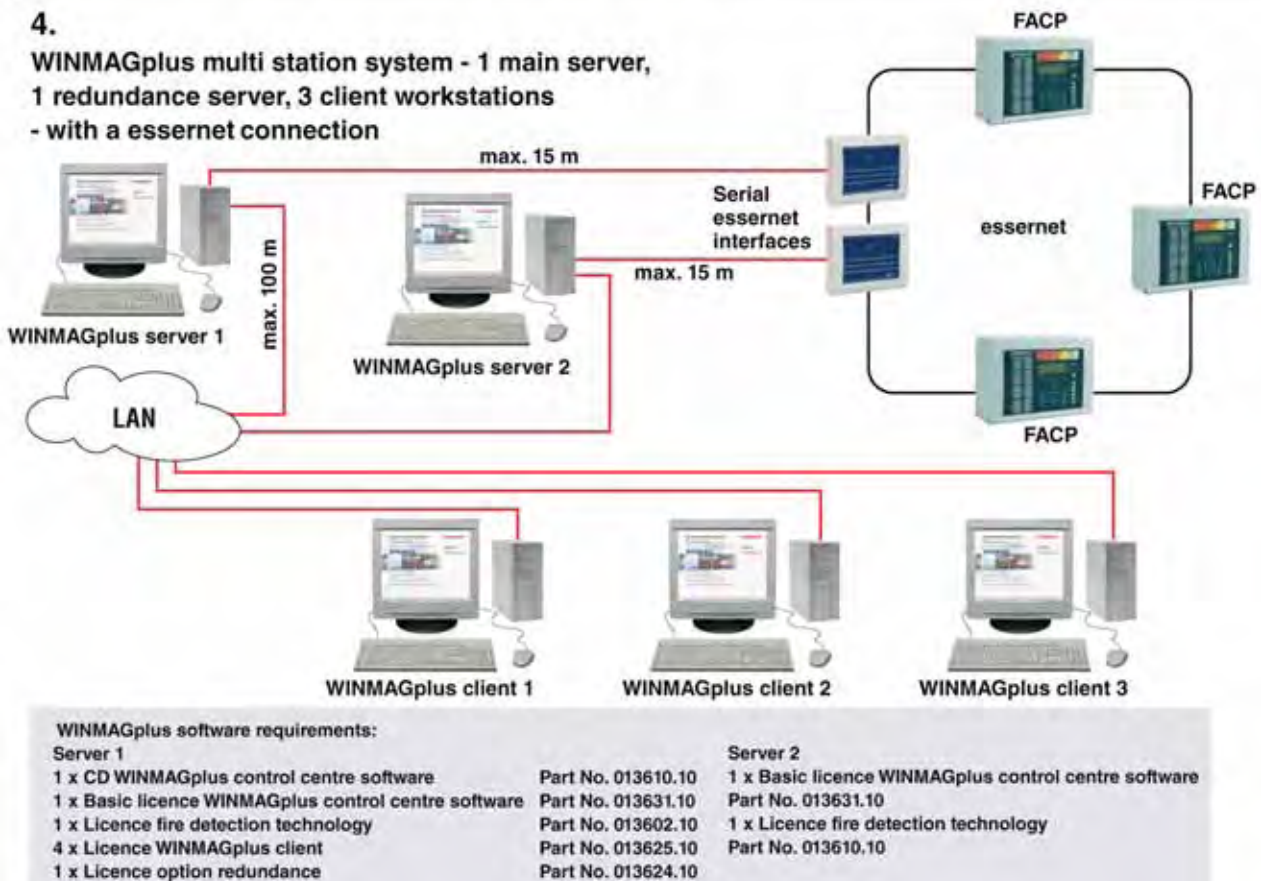 4.
WINMAGplus multi station system - 1 main server,
1 redundance server, 3 client workstations
- with a essernet connection
FACP
max. 15 m
Serial
essernet
interfaces
essernet
FACP
max. 15 m
max. 100 m
WINMAGplus server 1
WINMAGplus server 2
LAN
FACP
WINMAGplus client 1
WINMAGplus client 2
WINMAGplus client 3
WINMAGplus software requirements:
Server 1
1 x CD WINMAGplus control centre software Part No. 013610.10
1 x Basic licence WINMAGplus control centre software Part No. 013631.10
1 x Licence fire detection technology Part No. 013602.10
4 x Licence WINMAGplus client Part No. 013625.10
1 x Licence option redundance Part No. 013624.10
Server 2
1 x Basic licence WINMAGplus control centre software
Part No. 013631.10
1 x Licence fire detection technology
Part No. 013610.10